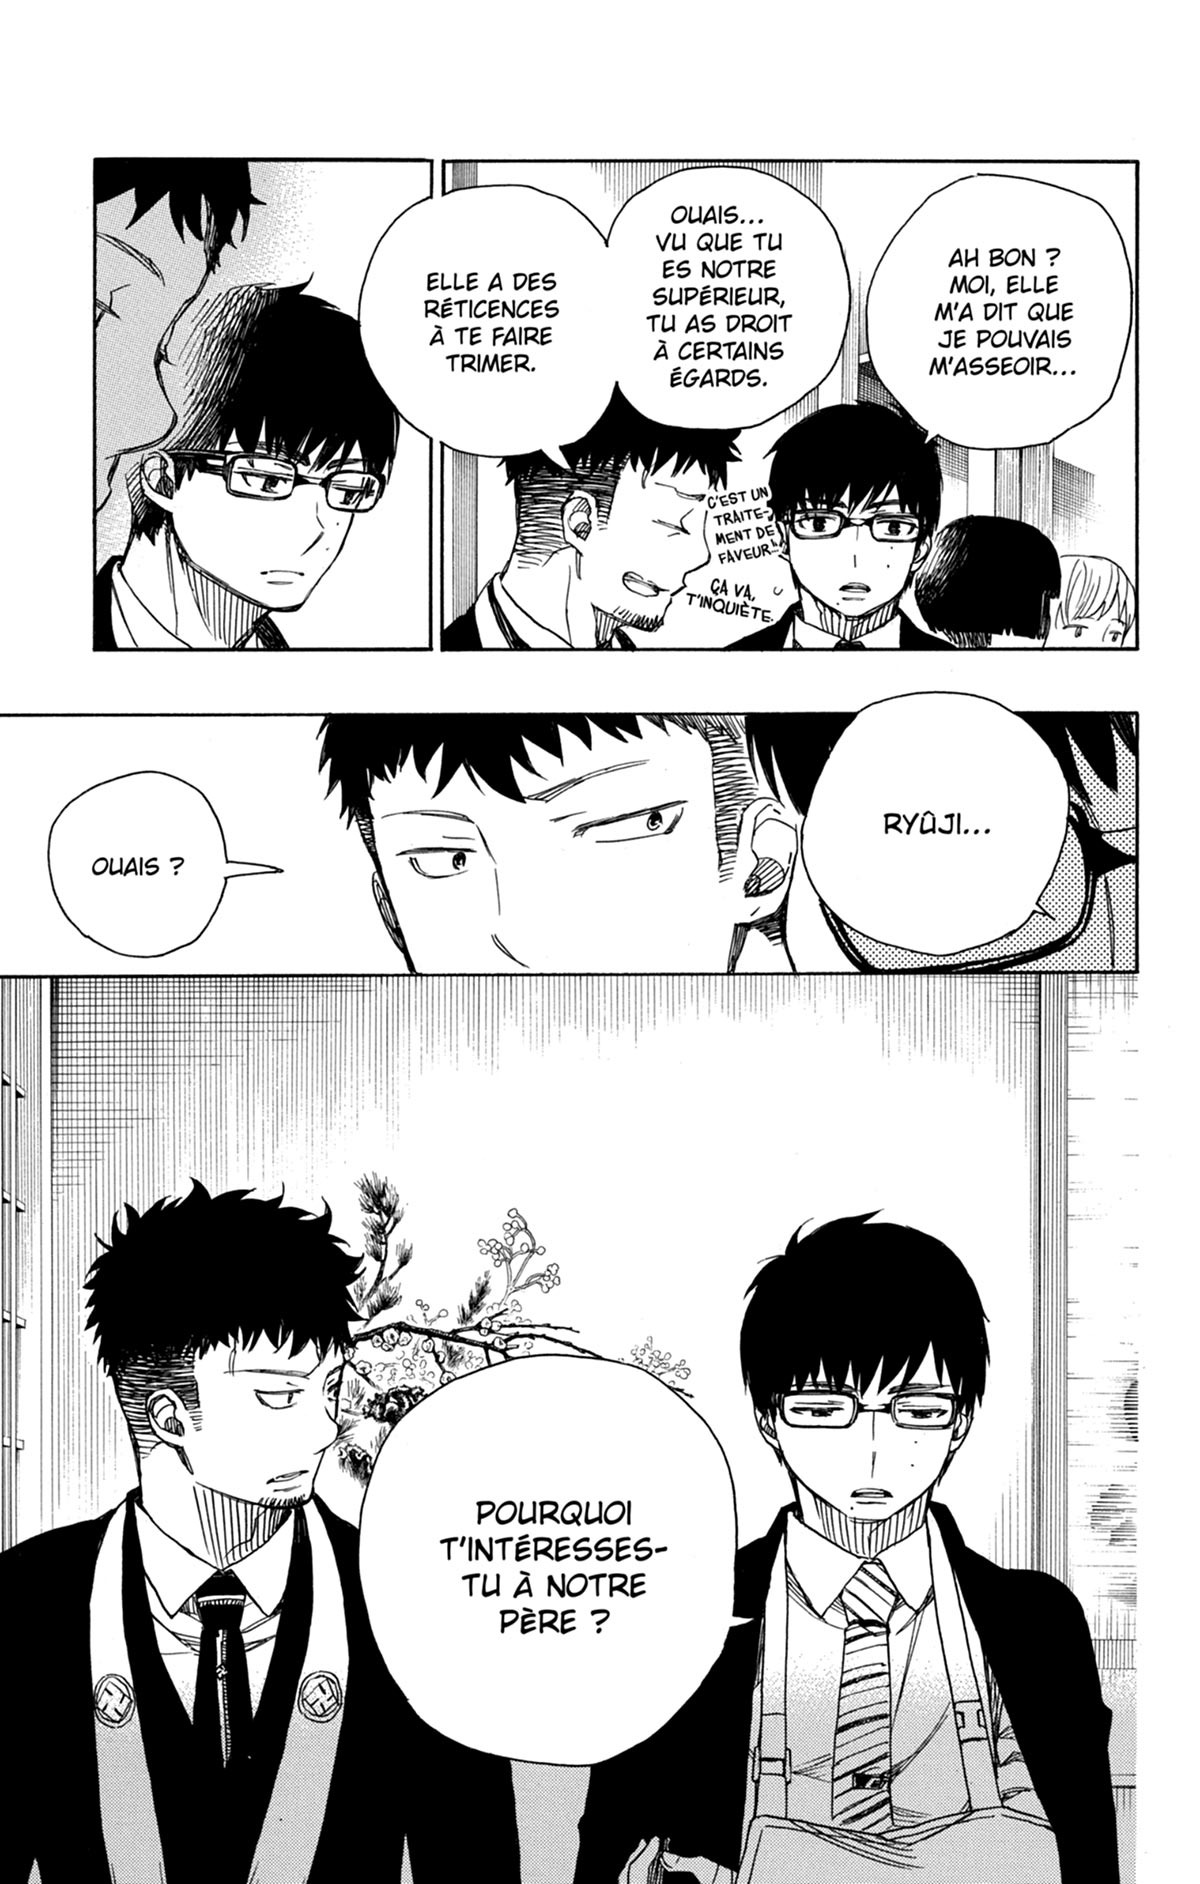 AH BON ?
MOI, ELLE
M'A DIT QUE
JE POUVAIS
M'ASSEOIR...
OUAIS...
VU QUE TU
ES NOTRE
SUPÉRIEUR,
TU AS DROIT
À CERTAINS
ÉGARDS.
C'EST UN
TRAITE-
MENT DE
FAVEUR...
ÇA VA,
T'INQUIÈTE.
ELLE A DES
RÉTICENCES
À TE FAIRE
TRIMER.
RYÛJI...
OUAIS ?
POURQUOI
T'INTÉRESSES-
TU À NOTRE
PÈRE ?